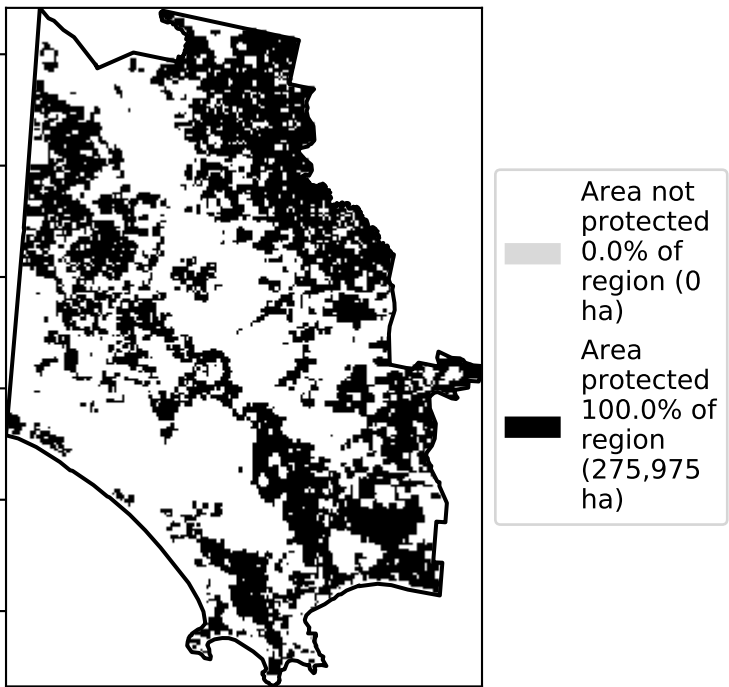 Area not
protected
0.0% of
region (0
ha)
Area
protected
100.0% of
region
(275,975
ha)